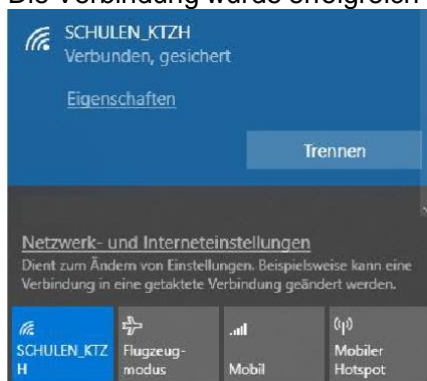 Die Verbindung wurde erfolgreich
SCHULEN_KTZH
Verbunden, gesichert
Eigenschaften
Trennen
Netzwerk- und Interneteinstellungen
Dient zum Ändern von Einstellungen. Beispielsweise kann eine
Verbindung in eine getaktete Verbindung geändert werden.
SCHULEN_KTZ
H
Flugzeug-
modus
Mobil
Mobiler
Hotspot